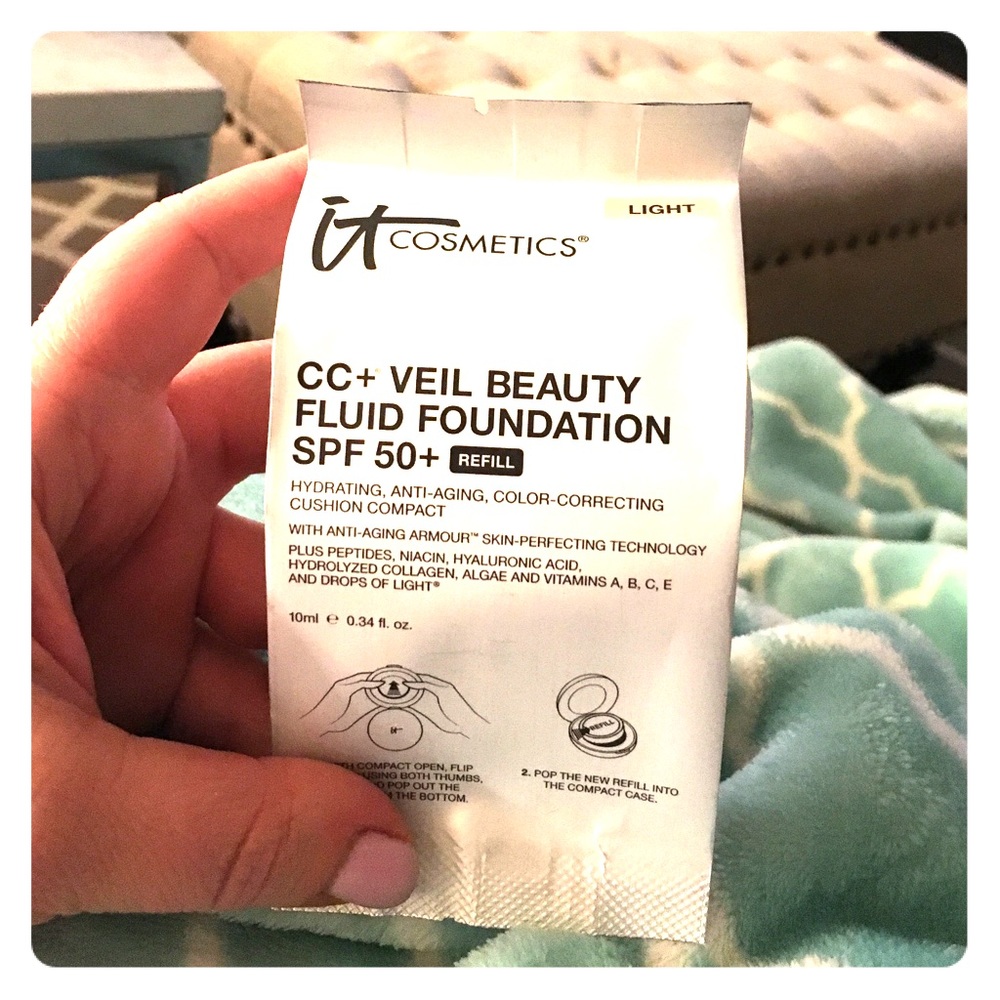 LIGHT
it COSMETICS®
CC+ VEIL BEAUTY
FLUID FOUNDATION
SPF 50+ REFILL
HYDRATING, ANTI-AGING, COLOR-CORRECTING
CUSHION COMPACT
WITH ANTI-AGING ARMOUR™ SKIN-PERFECTING TECHNOLOGY
PLUS PEPTIDES, NIACIN, HYALURONIC ACID,
HYDROLYZED COLLAGEN, ALGAE AND VITAMINS A, B, C, E
AND DROPS OF LIGHT®
10ml ℮ 0.34 fl. oz.
it
REFILL
COMPACT OPEN, FLIP
USING BOTH THUMBS,
POP OUT THE
THE BOTTOM.
2. POP THE NEW REFILL INTO
THE COMPACT CASE.